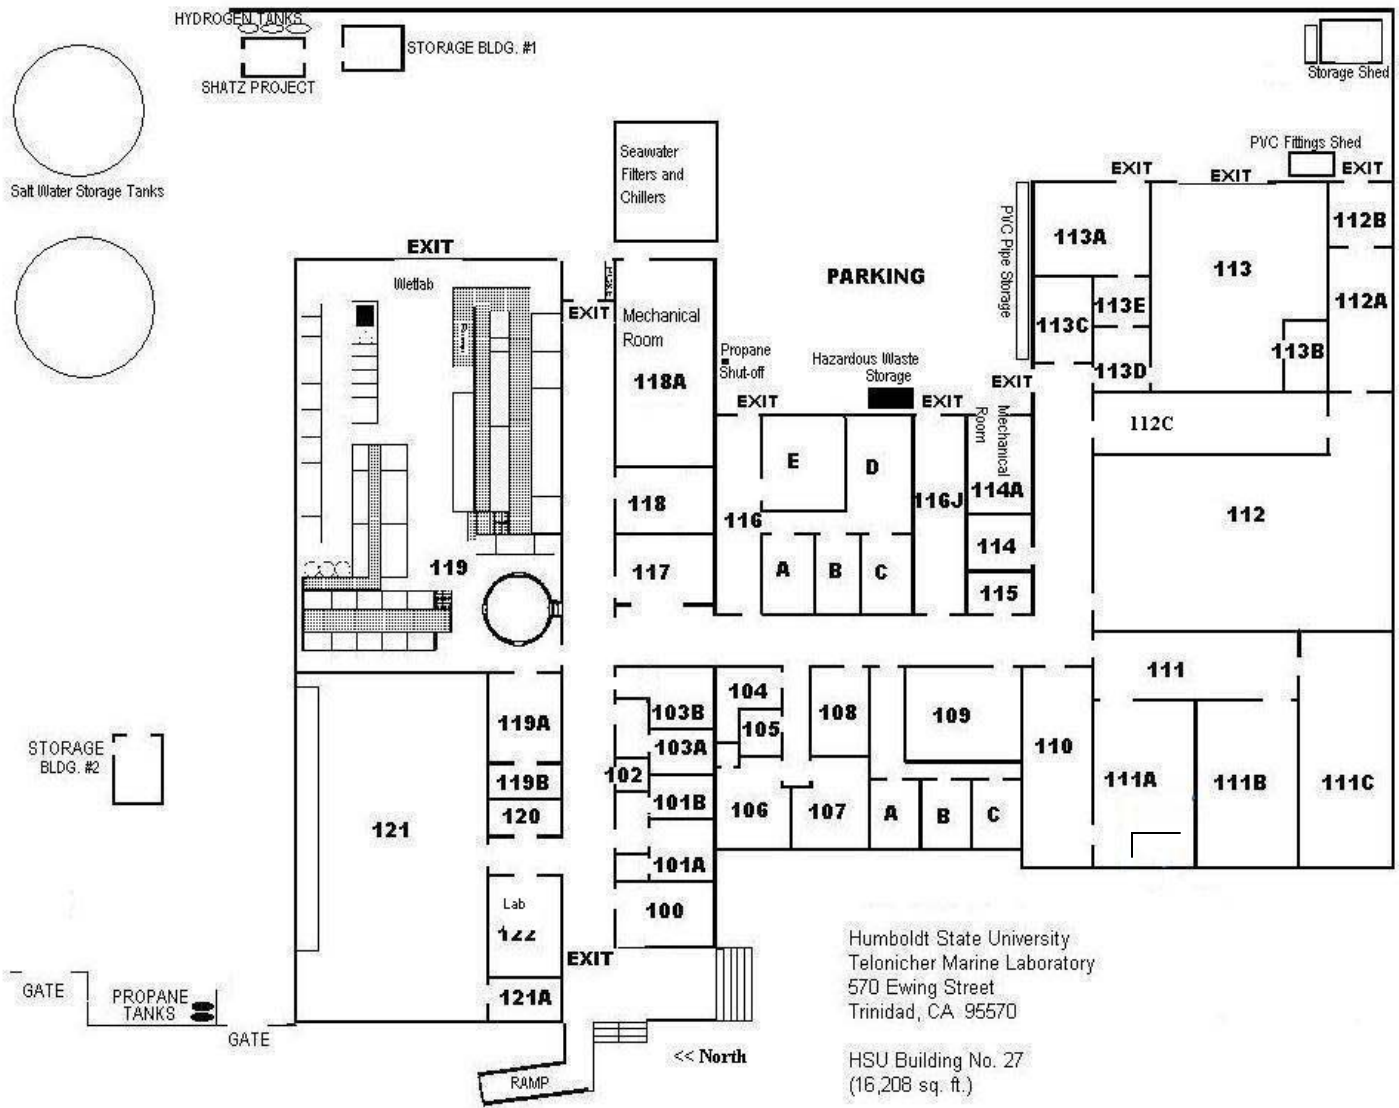 HYDROGEN TANKS
STORAGE BLDG. #1
SHATZ PROJECT
Storage Shed
PVC Fittings Shed
Salt Water Storage Tanks
Seawater
Filters and
Chillers
EXIT
EXIT
EXIT
PVC Pipe Storage
113A
113
112B
112A
EXIT
Wetlab
PARKING
EXIT
Mechanical
Room
118A
113E
113C
113B
113D
Propane
Shut-off
Hazardous Waste
Storage
EXIT
EXIT
EXIT
Mechanical
Room
112C
E
D
118
116
116J
114A
112
119
117
A
B
C
114
115
111
104
103B
105
108
109
119A
103A
110
STORAGE
BLDG. #2
102
119B
101B
106
107
A
B
C
111A
111B
111C
120
121
101A
Lab
122
100
EXIT
121A
GATE
PROPANE
TANKS
GATE
RAMP
<< North
Humboldt State University
Telonicher Marine Laboratory
570 Ewing Street
Trinidad, CA 95570
HSU Building No. 27
(16,208 sq. ft.)